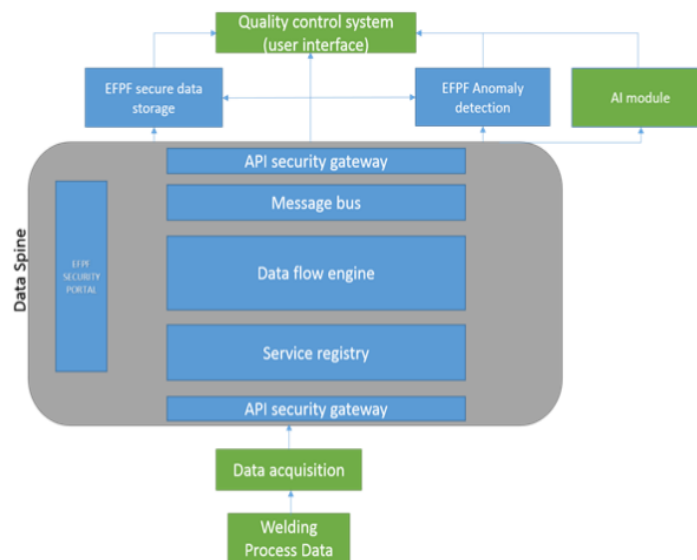 Quality control system
(user interface)
EFPF secure data
storage
EFPF Anomaly
detection
AI module
API security gateway
Message bus
Data flow engine
Service registry
API security gateway
EFPF
SECURITY
PORTAL
Data Spine
Data acquisition
Welding
Process Data